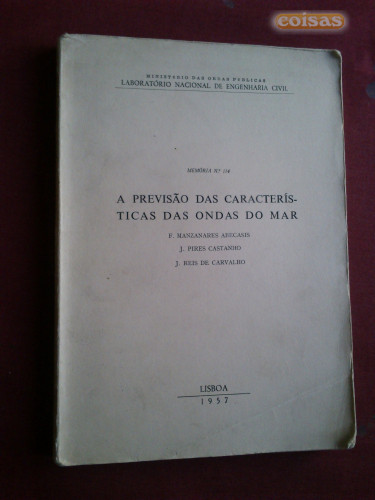 coisas
MINISTÉRIO DAS OBRAS PÚBLICAS
LABORATÓRIO NACIONAL DE ENGENHARIA CIVIL
MEMÓRIA N.º
A PREVISÃO DAS CARACTERÍS-
TICAS DAS ONDAS DO MAR
F. MANZANARES ABECASIS
J. PIRES CASTANHO
J. REIS DE CARVALHO
LISBOA
1957